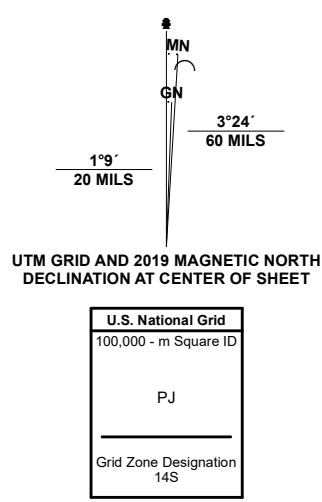 MN
GN
3°24´
60 MILS
1°9´
20 MILS
UTM GRID AND 2019 MAGNETIC NORTH
DECLINATION AT CENTER OF SHEET
U.S. National Grid
100,000 - m Square ID
PJ
Grid Zone Designation
14S